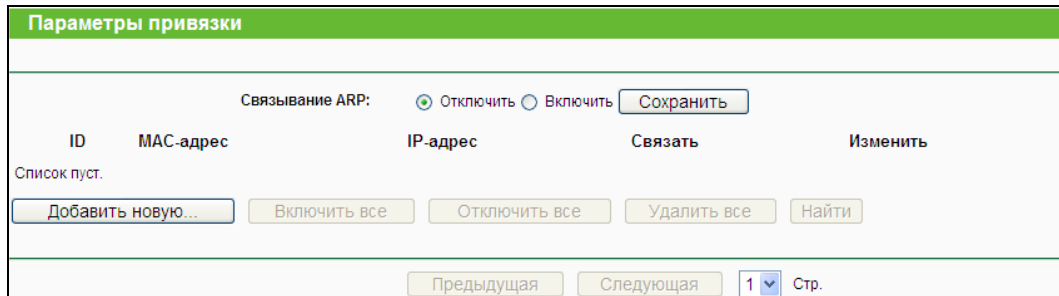 Параметры привязки
Связывание ARP: Отключить Включить Сохранить
ID MAC-адрес IP-адрес Связать Изменить
Список пуст.
Добавить новую... Включить все Отключить все Удалить все Найти
Предыдущая Следующая 1 Стр.